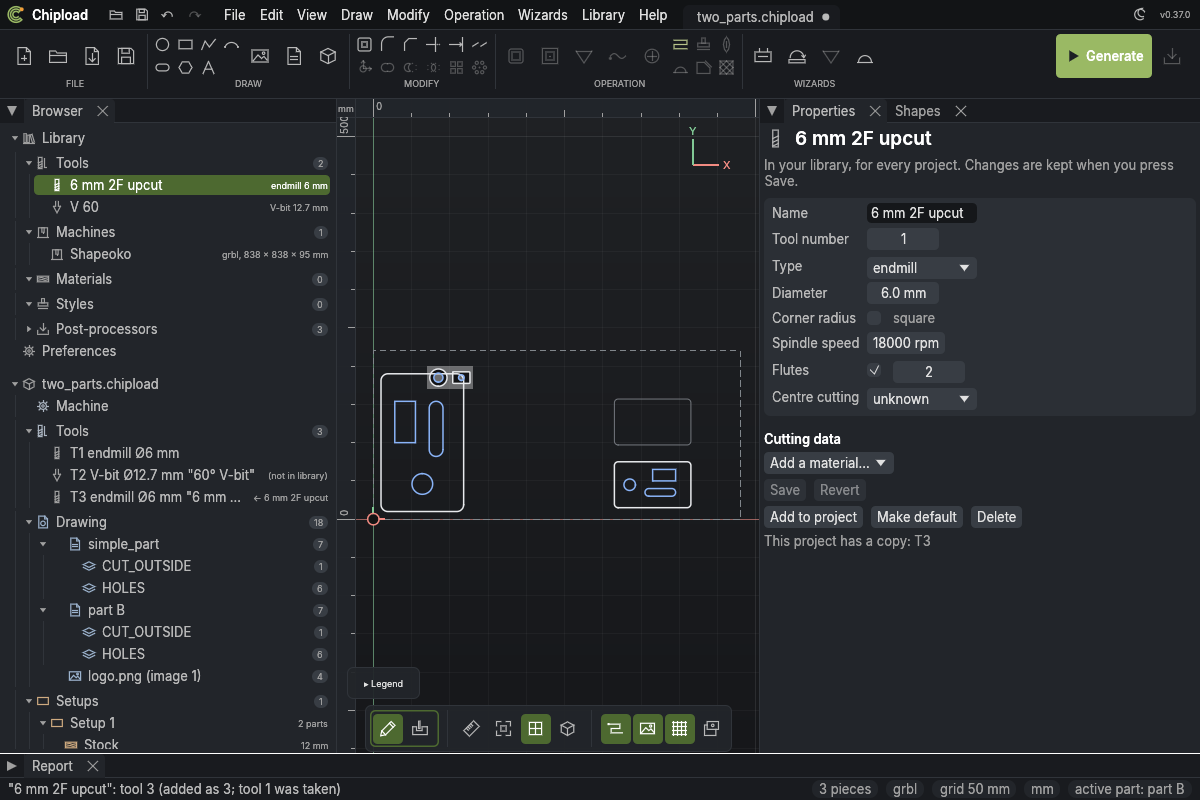 Chipload
File Edit View Draw Modify Operation Wizards Library Help
two_parts.chipload
v0.37.0
FILE
DRAW
MODIFY
OPERATION
WIZARDS
Generate
Browser
Library
Tools 2
6 mm 2F upcut endmill 6 mm
V 60 V-bit 12.7 mm
Machines 1
Shapeoko grbl, 838 × 838 × 95 mm
Materials 0
Styles 0
Post-processors 3
Preferences
two_parts.chipload
Machine
Tools 3
T1 endmill Ø6 mm
T2 V-bit Ø12.7 mm "60° V-bit" (not in library)
T3 endmill Ø6 mm "6 mm ... ← 6 mm 2F upcut
Drawing 18
simple_part 7
CUT_OUTSIDE 1
HOLES 6
part B 7
CUT_OUTSIDE 1
HOLES 6
logo.png (image 1) 4
Setups 1
Setup 1 2 parts
Stock 12 mm
mm
0
500
0
Y
X
Legend
Properties
Shapes
6 mm 2F upcut
In your library, for every project. Changes are kept when you press
Save.
Name 6 mm 2F upcut
Tool number 1
Type endmill
Diameter 6.0 mm
Corner radius square
Spindle speed 18000 rpm
Flutes 2
Centre cutting unknown
Cutting data
Add a material...
Save Revert
Add to project Make default Delete
This project has a copy: T3
Report
"6 mm 2F upcut": tool 3 (added as 3; tool 1 was taken)
3 pieces grbl grid 50 mm mm active part: part B